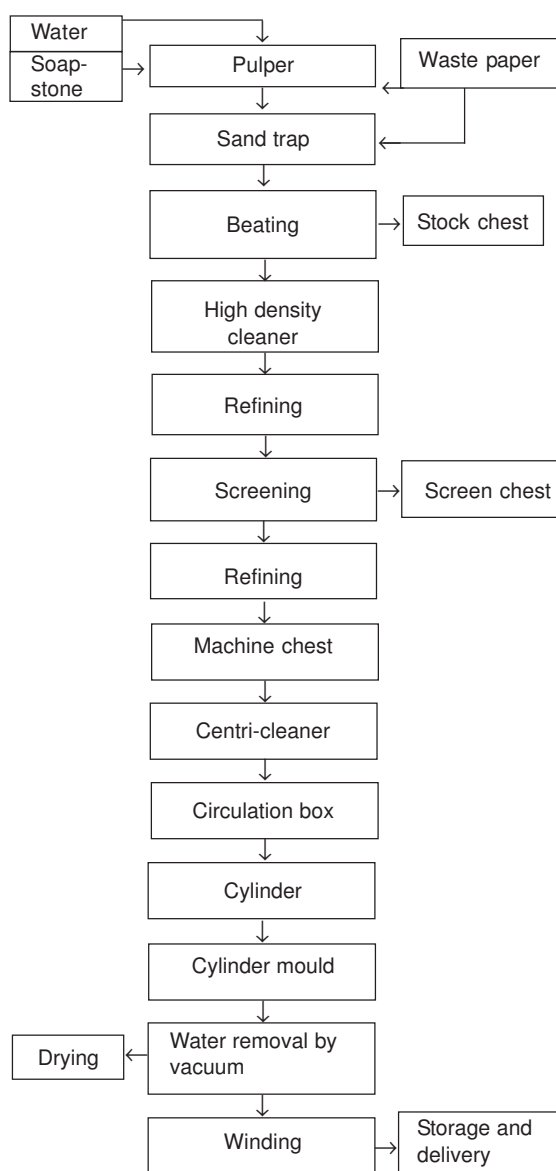 Water
Soap-
stone
Pulper
Waste paper
Sand trap
Beating
Stock chest
High density
cleaner
Refining
Screening
Screen chest
Refining
Machine chest
Centri-cleaner
Circulation box
Cylinder
Cylinder mould
Water removal by
vacuum
Drying
Winding
Storage and
delivery